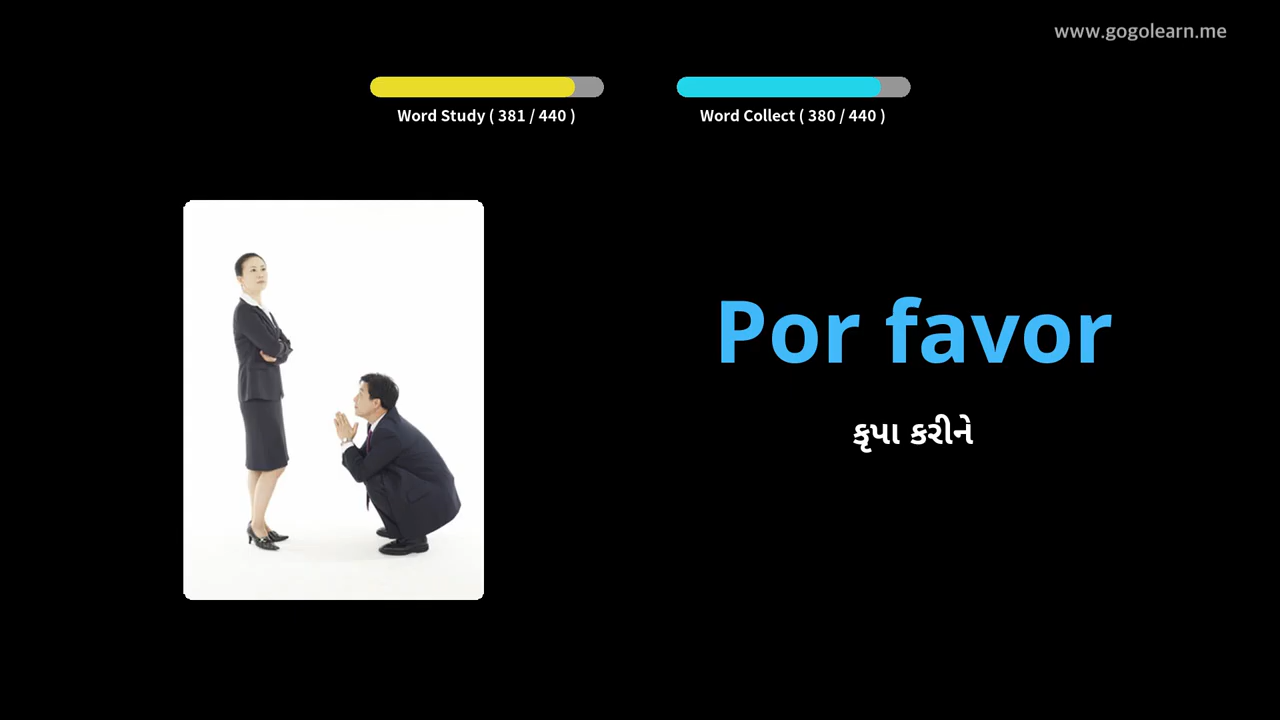 www.gogolearn.me
Word Study ( 381 / 440 )
Word Collect ( 380 / 440 )
Por favor
કૃપા કરીને